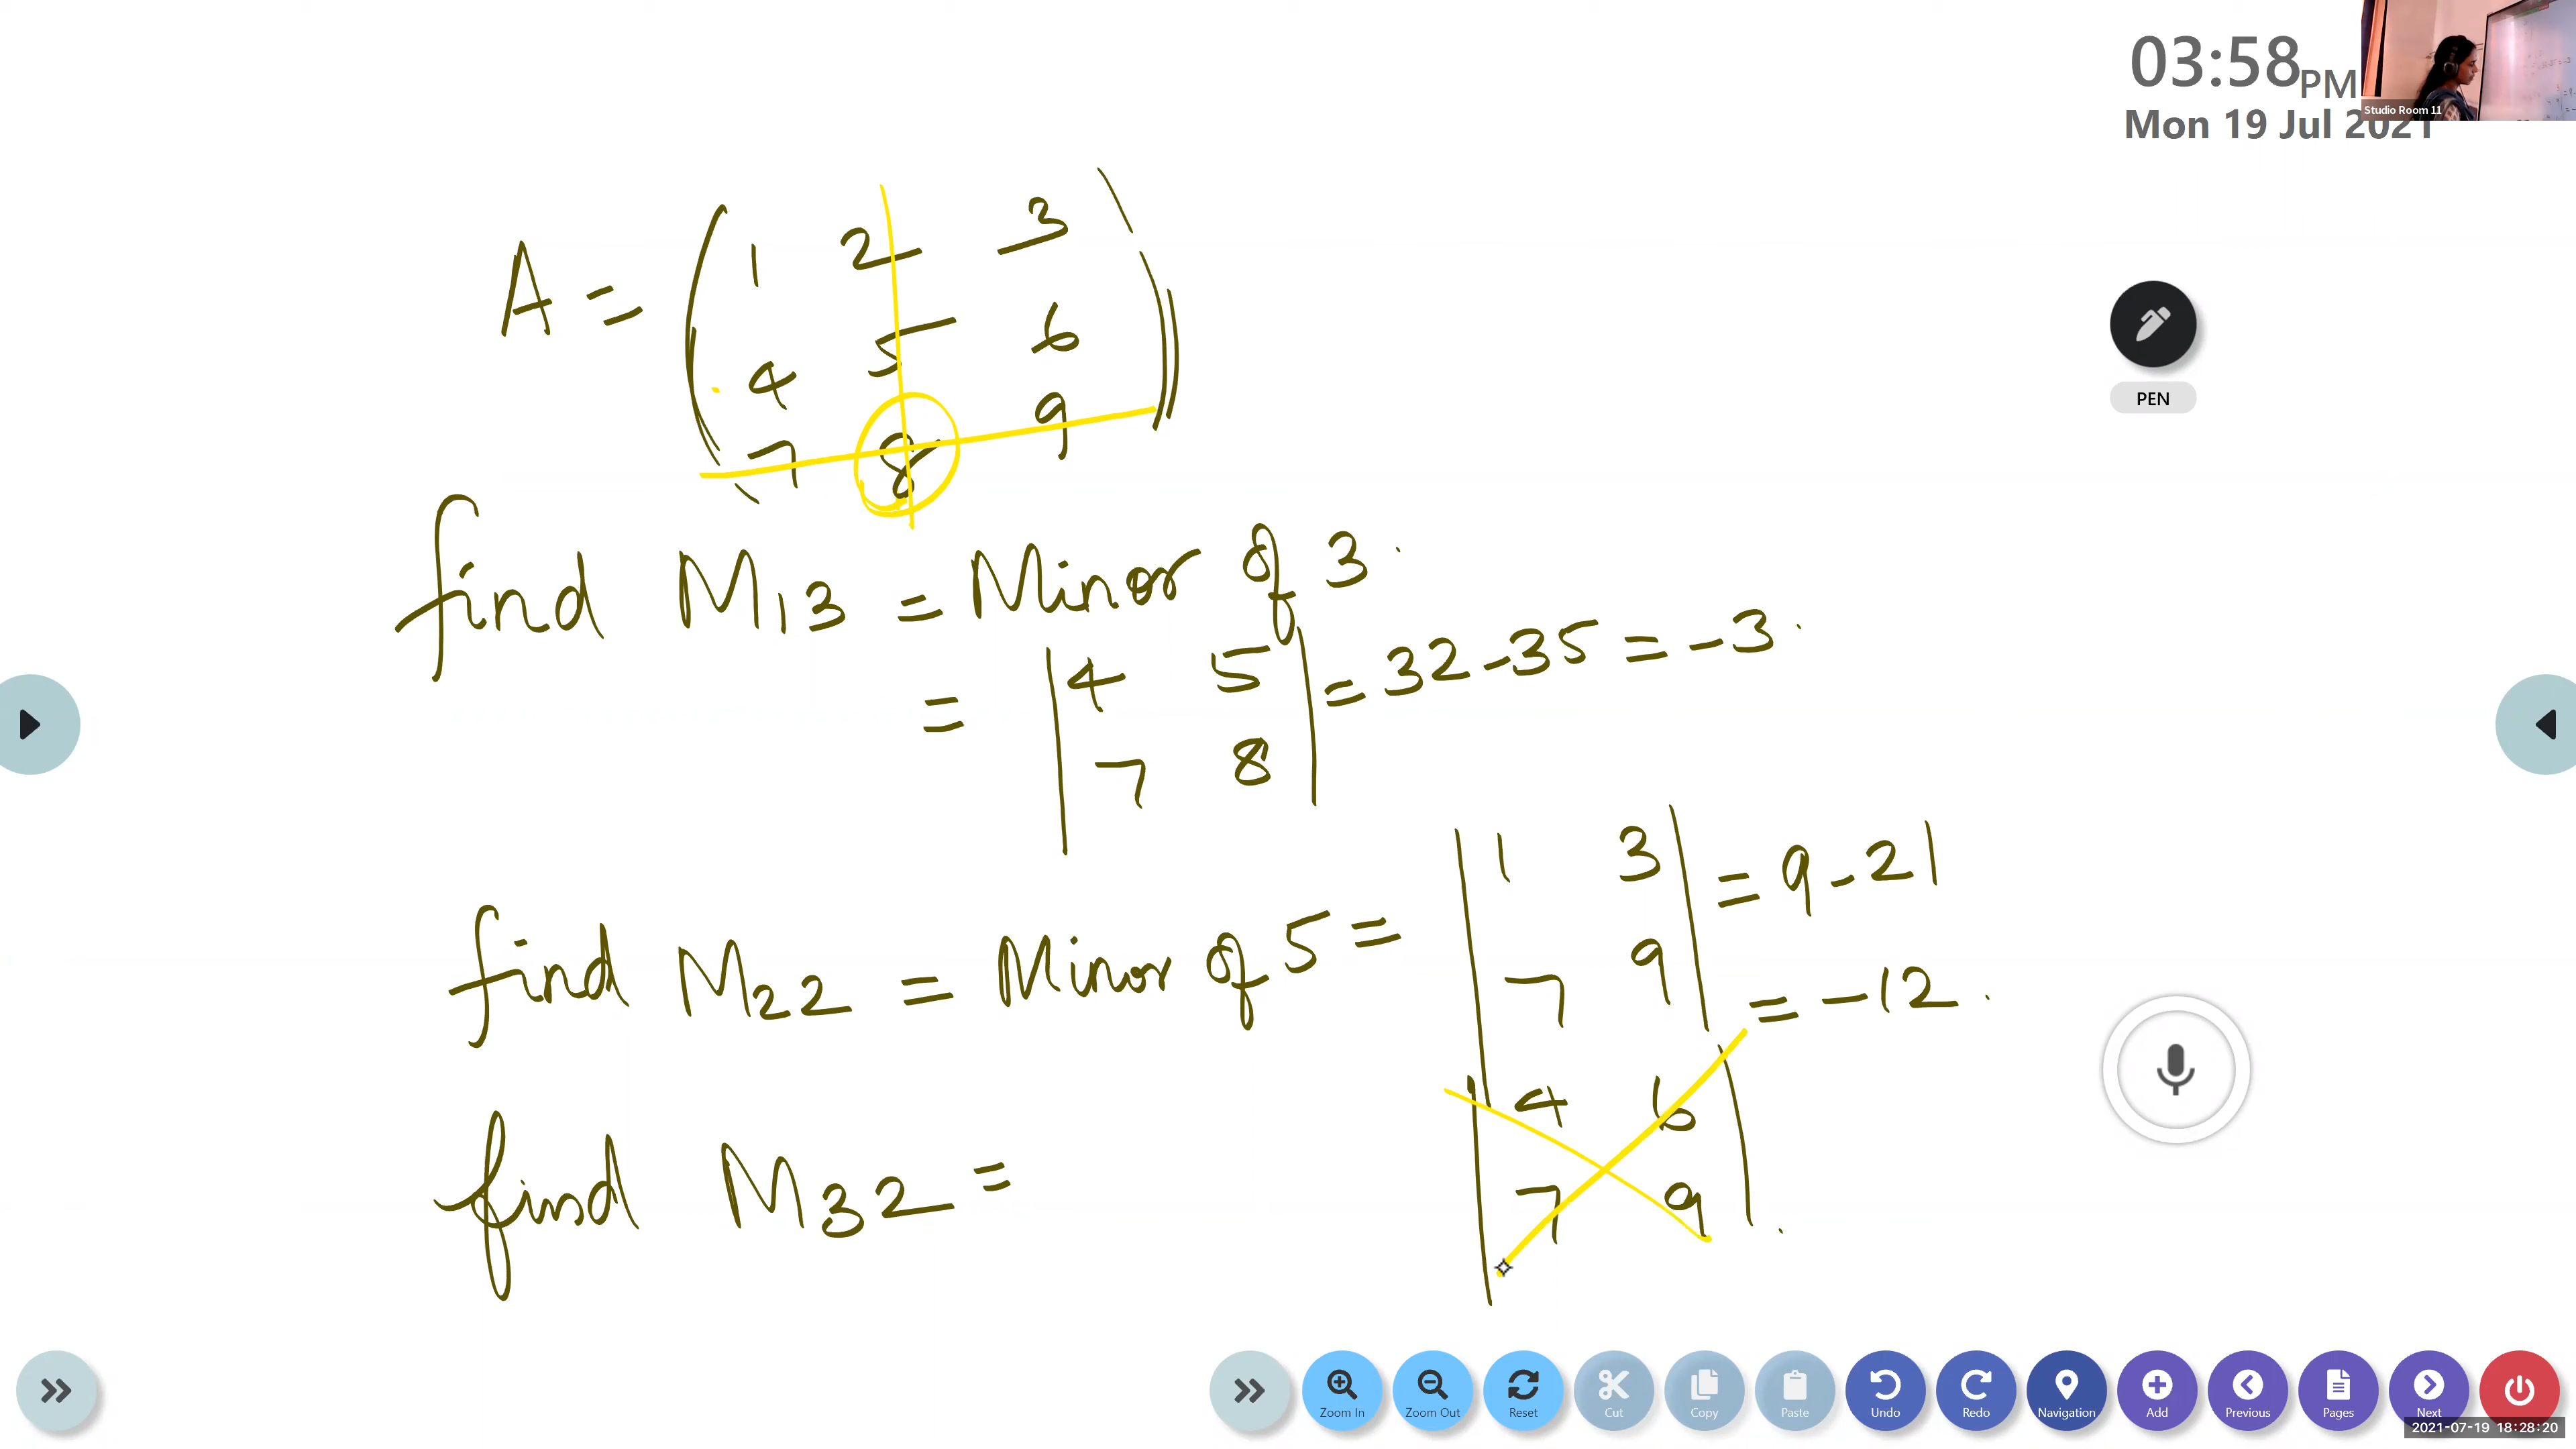 03:58 PM
Studio Room 11
Mon 19 Jul 2021
A = ( 1 2 3
4 5 6
7 8 9 )
PEN
find M13 = Minor of 3.
= | 4 5 | = 32 - 35 = -3.
7 8
| 1 3 | = 9 - 21
find M22 = Minor of 5 = 7 9
= -12.
4 6
find M32 = 7 9 .
Zoom In Zoom Out Reset Cut Copy Paste Undo Redo Navigation Add Previous Pages Next
2021-07-19 18:28:20